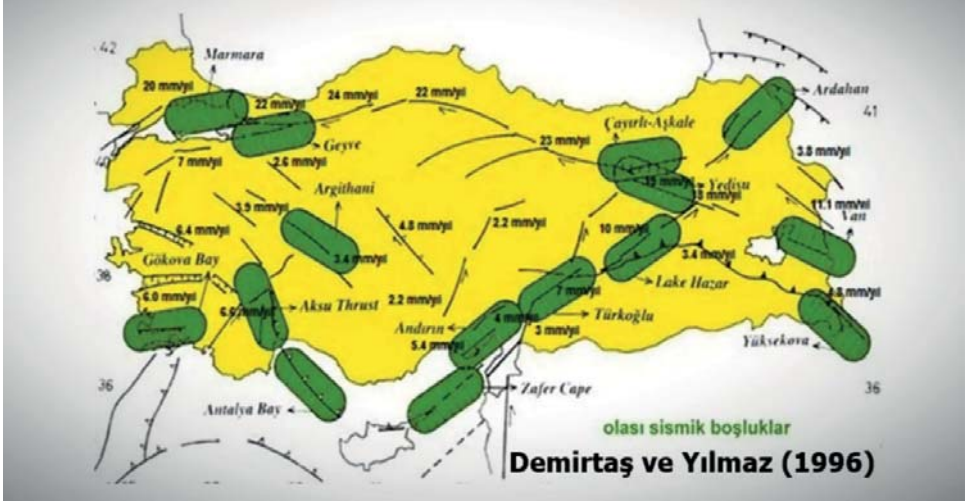 42
Marmara
20 mm/yıl
22 mm/yıl
24 mm/yıl
22 mm/yıl
Ardahan
41
Geyve
23 mm/yıl
Çayırlı-Aşkale
3.8 mm/yıl
7 mm/yıl
2.6 mm/yıl
Argithani
Yedisu
3.9 mm/yıl
4.8 mm/yıl
2.2 mm/yıl
10 mm/yıl
11.1 mm/yıl
Van
6.4 mm/yıl
Gökova Bay
3.4 mm/yıl
3.4 mm/yıl
38
6.0 mm/yıl
Aksu Thrust
2.2 mm/yıl
7 mm/yıl
Lake Hazar
Andırın
4 mm/yıl
Türkoğlu
5.4 mm/yıl
3 mm/yıl
Yüksekova
36
Antalya Bay
Zafer Cape
36
olası sismik boşluklar
Demirtaş ve Yılmaz (1996)